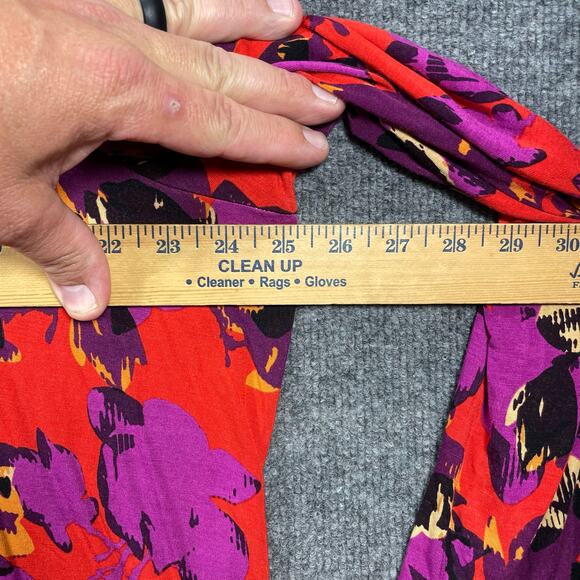 22 23 24 25 26 27 28 29 30
CLEAN UP
• Cleaner • Rags • Gloves